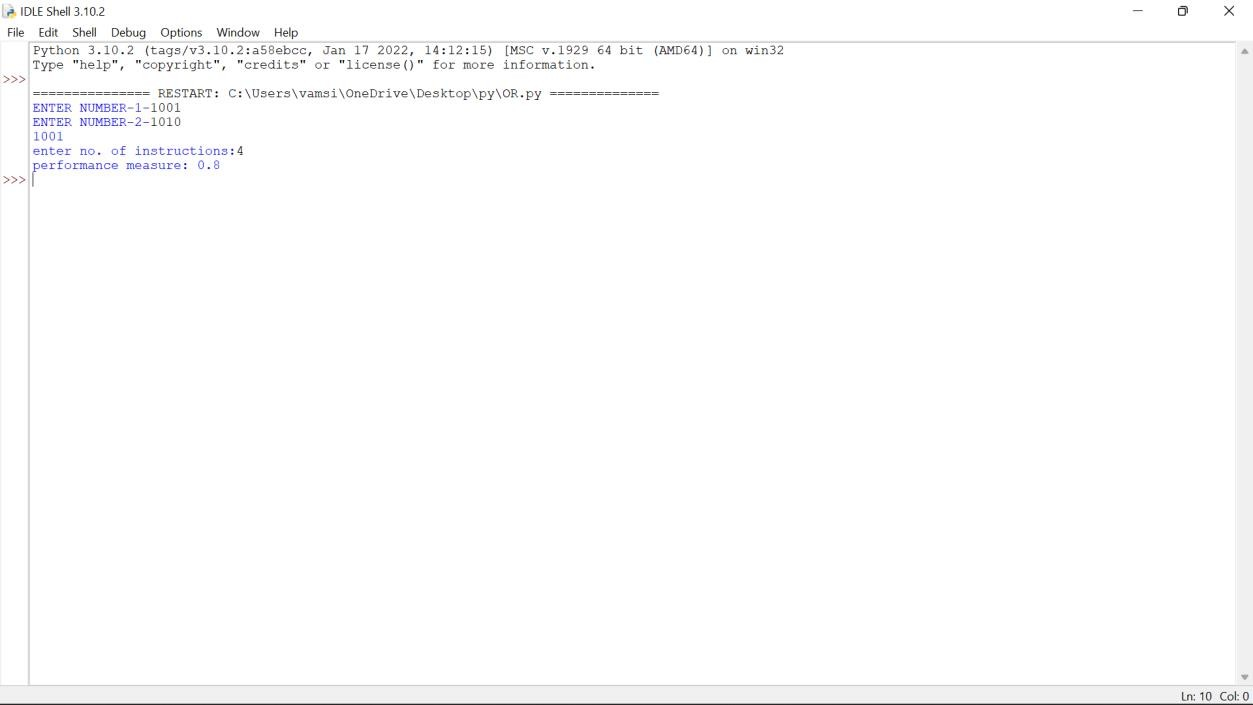 IDLE Shell 3.10.2
File Edit Shell Debug Options Window Help
Python 3.10.2 (tags/v3.10.2:a58ebcc, Jan 17 2022, 14:12:15) [MSC v.1929 64 bit (AMD64)] on win32
Type "help", "copyright", "credits" or "license()" for more information.
>>>
=============== RESTART: C:\Users\vamsi\OneDrive\Desktop\py\OR.py ==============
ENTER NUMBER-1-1001
ENTER NUMBER-2-1010
1001
enter no. of instructions:4
performance measure: 0.8
>>>
Ln: 10 Col: 0